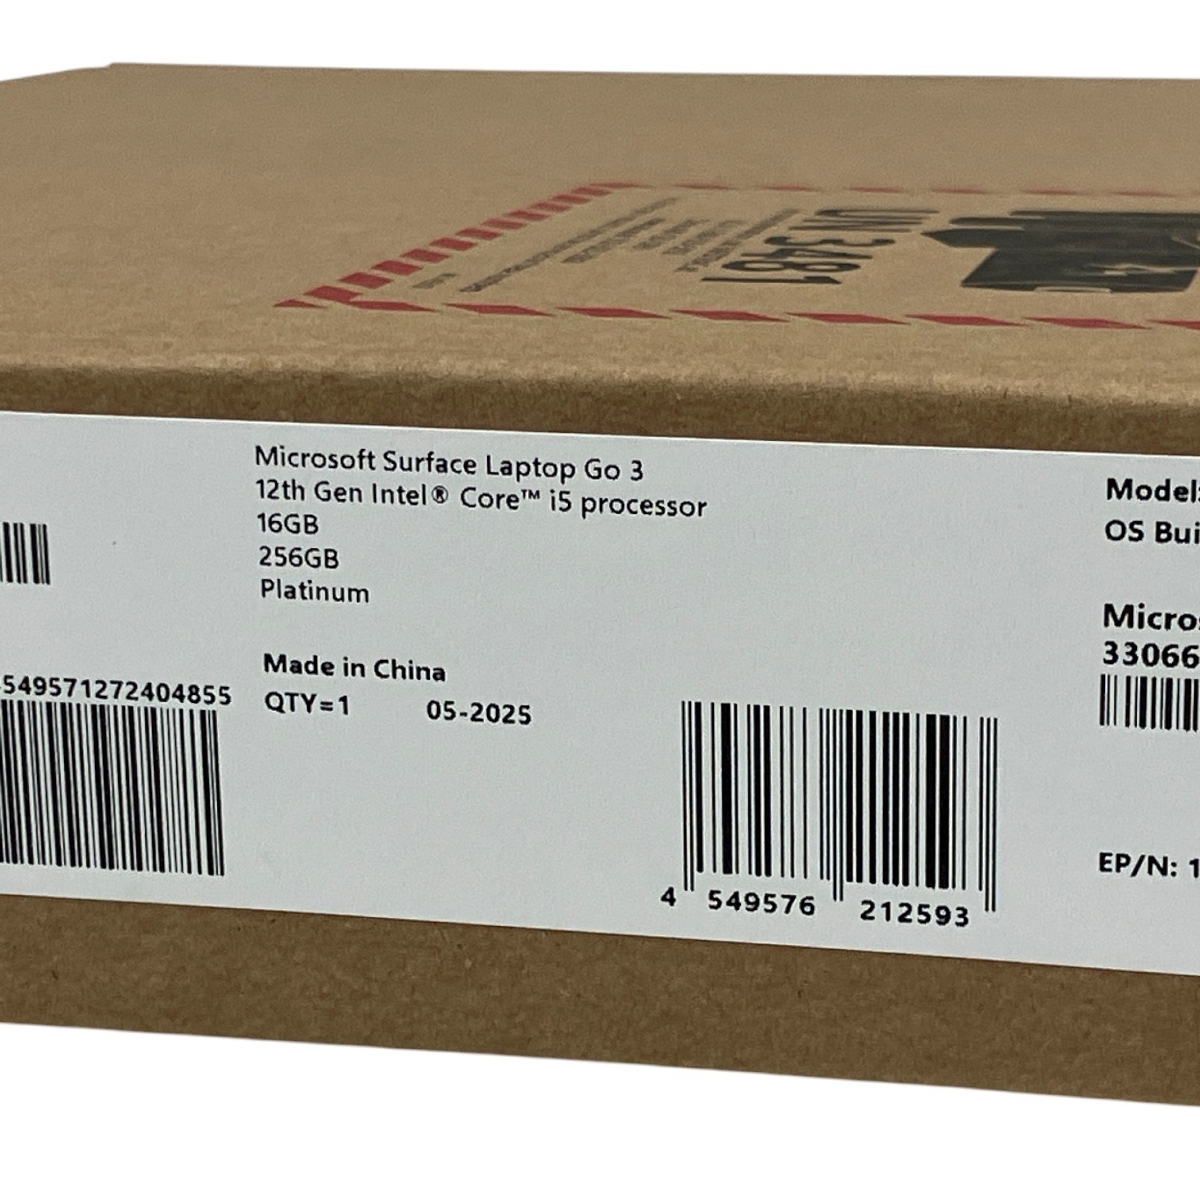 UN 3481
Microsoft Surface Laptop Go 3
12th Gen Intel® Core™ i5 processor
16GB
256GB
Platinum
Made in China
QTY=1 05-2025
549571272404855
4 549576 212593
Model:
OS Bui
Micros
33066
EP/N: 1